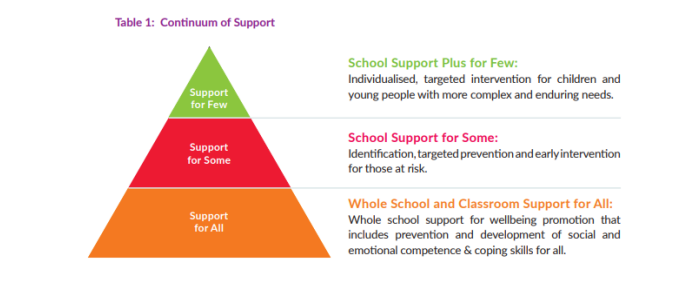 Table 1: Continuum of Support
Support
for Few
School Support Plus for Few:
Individualised, targeted intervention for children and
young people with more complex and enduring needs.
Support
for Some
School Support for Some:
Identification, targeted prevention and early intervention
for those at risk.
Support
for All
Whole School and Classroom Support for All:
Whole school support for wellbeing promotion that
includes prevention and development of social and
emotional competence & coping skills for all.